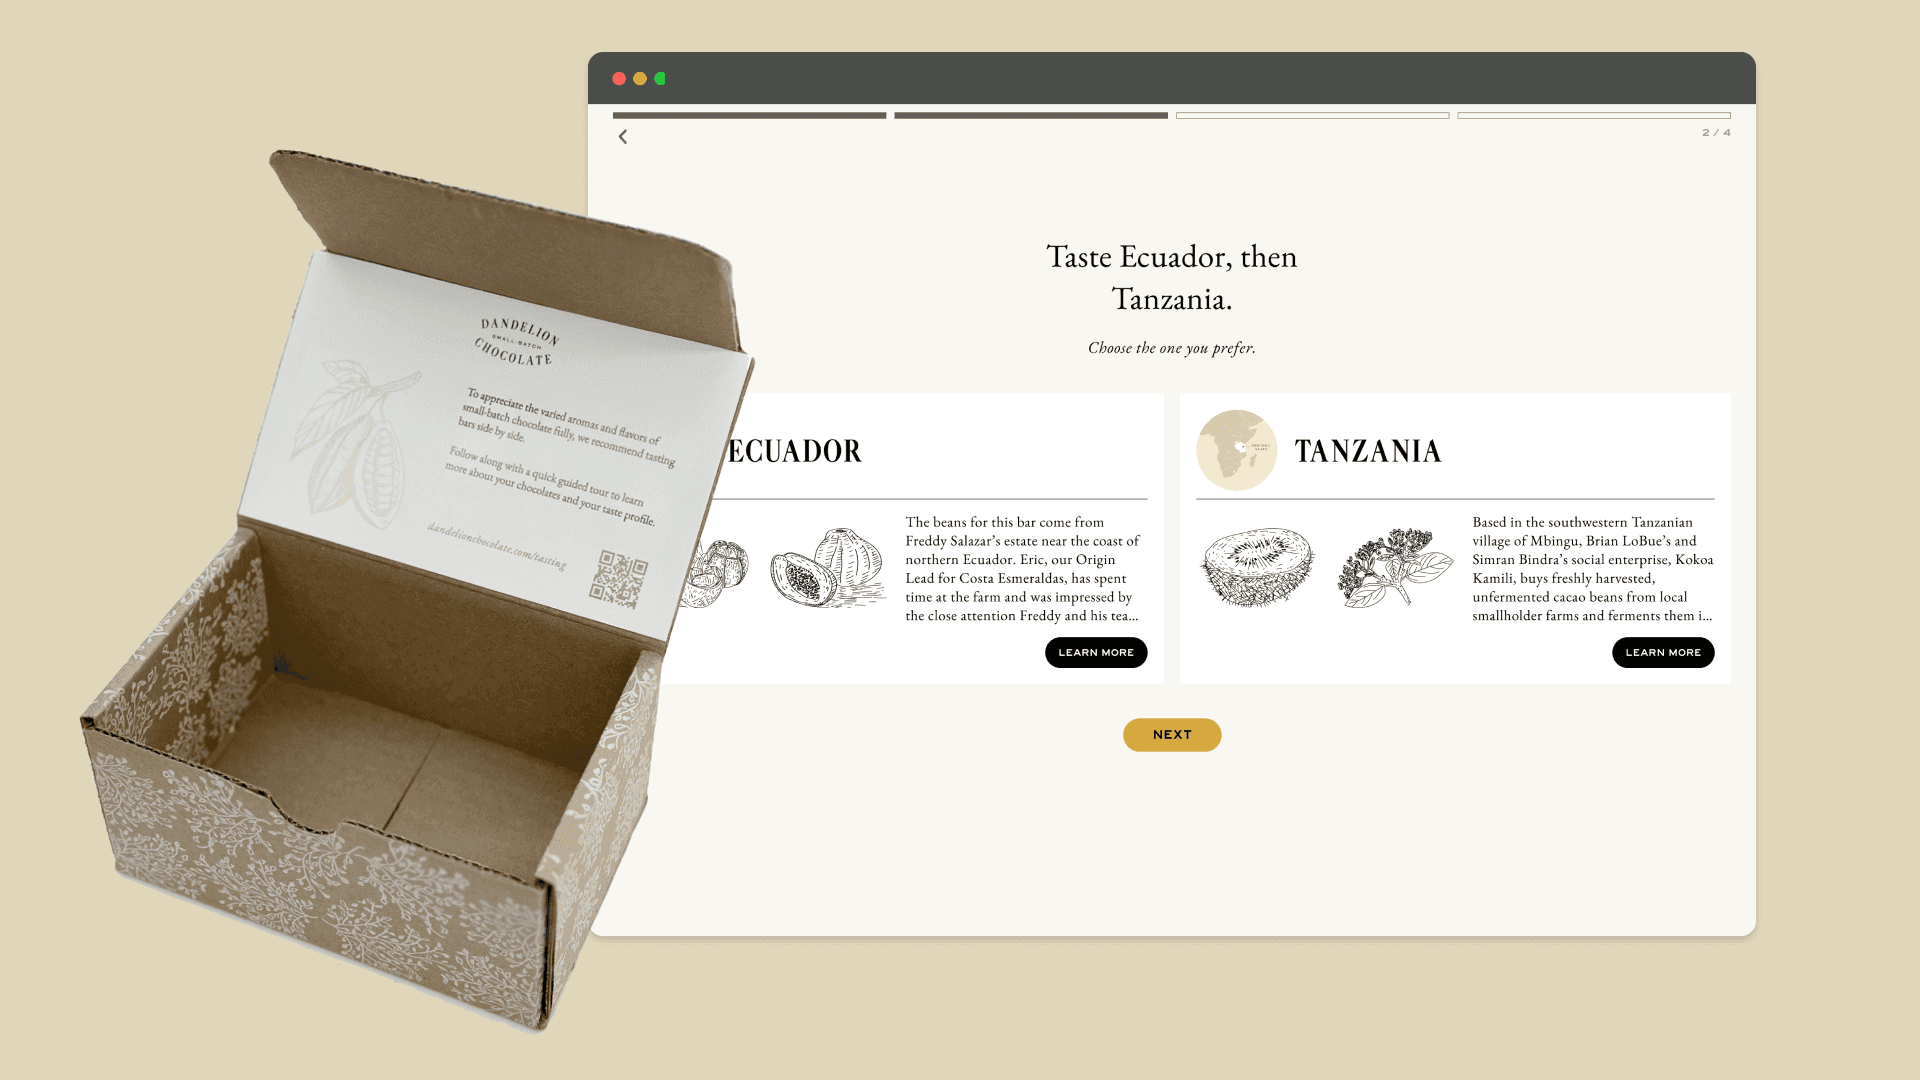 2 / 4
Taste Ecuador, then
Tanzania.
Choose the one you prefer.
DANDELION
SMALL-BATCH
CHOCOLATE
To appreciate the varied aromas and flavors of
small-batch chocolate fully, we recommend tasting
bars side by side.
Follow along with a quick guided tour to learn
more about your chocolates and your taste profile.
dandelionchocolate.com/tasting
ECUADOR
The beans for this bar come from
Freddy Salazar’s estate near the coast of
northern Ecuador. Eric, our Origin
Lead for Costa Esmeraldas, has spent
time at the farm and was impressed by
the close attention Freddy and his tea...
LEARN MORE
TANZANIA
Based in the southwestern Tanzanian
village of Mbingu, Brian LoBue’s and
Simran Bindra’s social enterprise, Kokoa
Kamili, buys freshly harvested,
unfermented cacao beans from local
smallholder farms and ferments them i...
LEARN MORE
NEXT